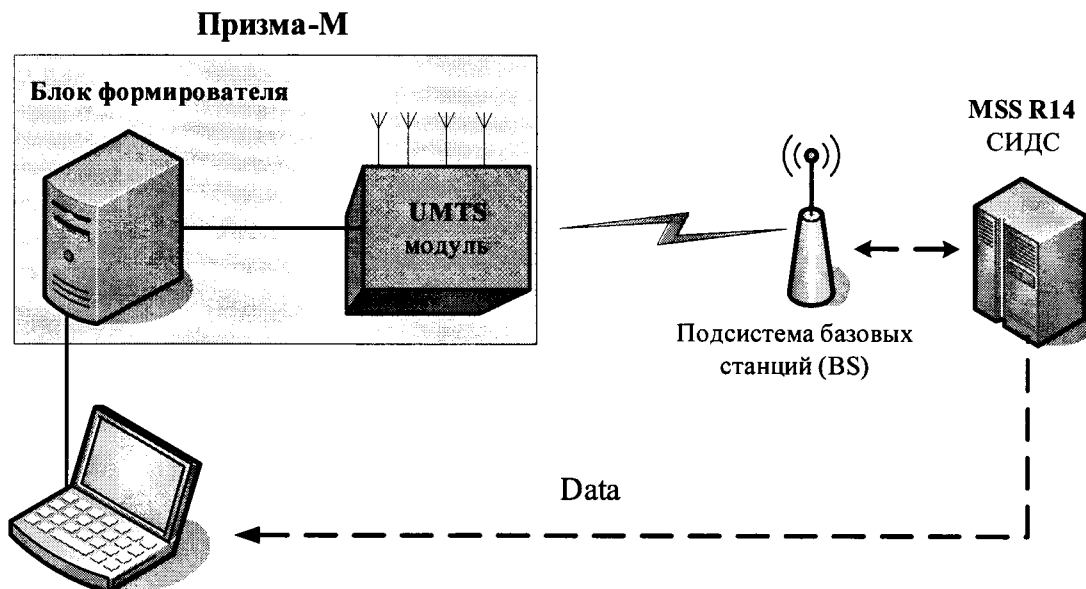 Призма-М
Блок формирователя
UMTS
модуль
MSS R14
СИДС
Подсистема базовых
станций (BS)
Data